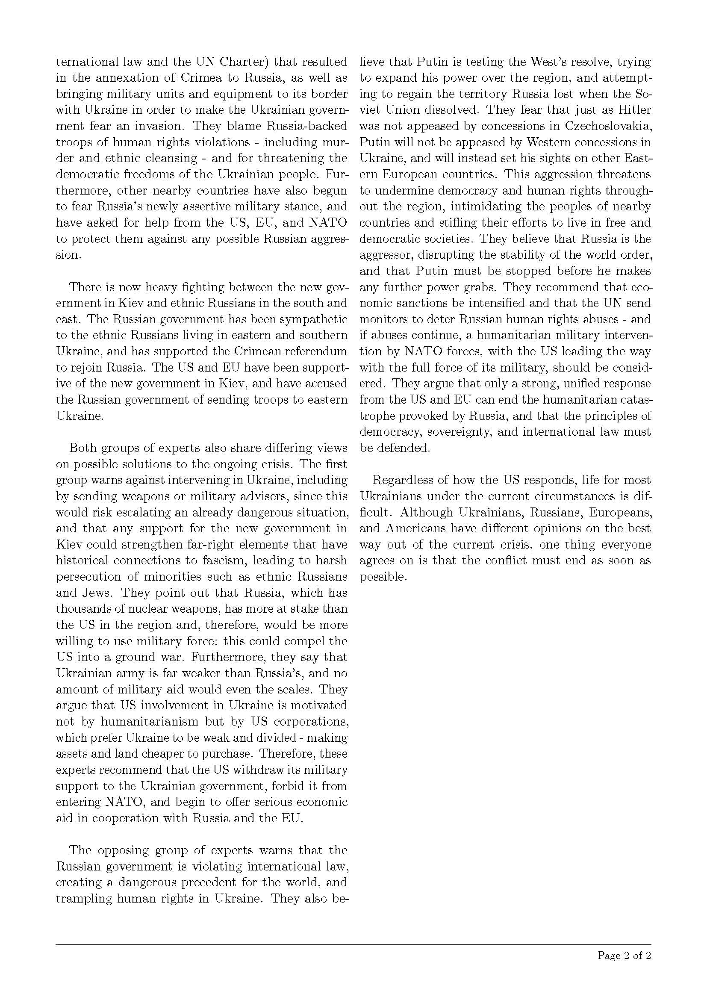 ternational law and the UN Charter) that resulted
in the annexation of Crimea to Russia, as well as
bringing military units and equipment to its border
with Ukraine in order to make the Ukrainian govern-
ment fear an invasion. They blame Russia-backed
troops of human rights violations - including mur-
der and ethnic cleansing - and for threatening the
democratic freedoms of the Ukrainian people. Fur-
thermore, other nearby countries have also begun
to fear Russia's newly assertive military stance, and
have asked for help from the US, EU, and NATO
to protect them against any possible Russian aggres-
sion.
There is now heavy fighting between the new gov-
ernment in Kiev and ethnic Russians in the south and
east. The Russian government has been sympathetic
to the ethnic Russians living in eastern and southern
Ukraine, and has supported the Crimean referendum
to rejoin Russia. The US and EU have been support-
ive of the new government in Kiev, and have accused
the Russian government of sending troops to eastern
Ukraine.
Both groups of experts also share differing views
on possible solutions to the ongoing crisis. The first
group warns against intervening in Ukraine, including
by sending weapons or military advisers, since this
would risk escalating an already dangerous situation,
and that any support for the new government in
Kiev could strengthen far-right elements that have
historical connections to fascism, leading to harsh
persecution of minorities such as ethnic Russians
and Jews. They point out that Russia, which has
thousands of nuclear weapons, has more at stake than
the US in the region and, therefore, would be more
willing to use military force: this could compel the
US into a ground war. Furthermore, they say that
Ukrainian army is far weaker than Russia's, and no
amount of military aid would even the scales. They
argue that US involvement in Ukraine is motivated
not by humanitarianism but by US corporations,
which prefer Ukraine to be weak and divided - making
assets and land cheaper to purchase. Therefore, these
experts recommend that the US withdraw its military
support to the Ukrainian government, forbid it from
entering NATO, and begin to offer serious economic
aid in cooperation with Russia and the EU.
The opposing group of experts warns that the
Russian government is violating international law,
creating a dangerous precedent for the world, and
trampling human rights in Ukraine. They also be-
lieve that Putin is testing the West's resolve, trying
to expand his power over the region, and attempt-
ing to regain the territory Russia lost when the So-
viet Union dissolved. They fear that just as Hitler
was not appeased by concessions in Czechoslovakia,
Putin will not be appeased by Western concessions in
Ukraine, and will instead set his sights on other East-
ern European countries. This aggression threatens
to undermine democracy and human rights through-
out the region, intimidating the peoples of nearby
countries and stifling their efforts to live in free and
democratic societies. They believe that Russia is the
aggressor, disrupting the stability of the world order,
and that Putin must be stopped before he makes
any further power grabs. They recommend that eco-
nomic sanctions be intensified and that the UN send
monitors to deter Russian human rights abuses - and
if abuses continue, a humanitarian military interven-
tion by NATO forces, with the US leading the way
with the full force of its military, should be consid-
ered. They argue that only a strong, unified response
from the US and EU can end the humanitarian catas-
trophe provoked by Russia, and that the principles of
democracy, sovereignty, and international law must
be defended.
Regardless of how the US responds, life for most
Ukrainians under the current circumstances is dif-
ficult. Although Ukrainians, Russians, Europeans,
and Americans have different opinions on the best
way out of the current crisis, one thing everyone
agrees on is that the conflict must end as soon as
possible.
Page 2 of 2